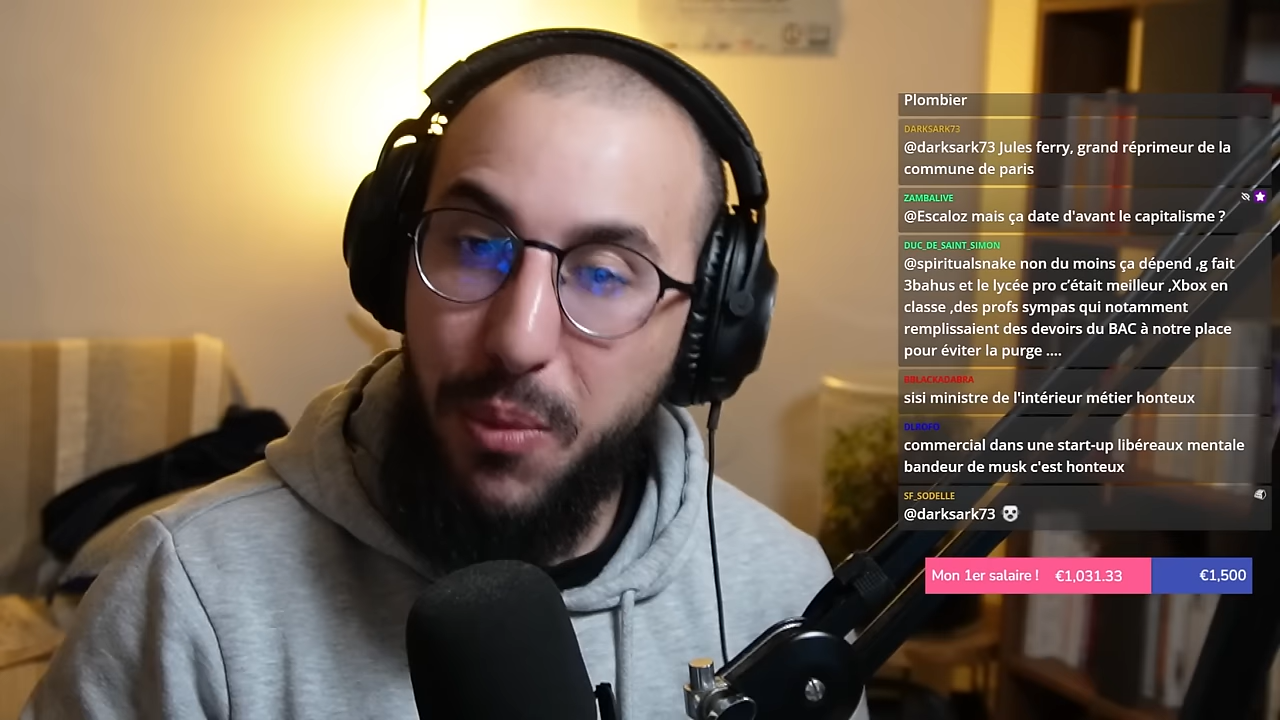 Plombier
DARKSARK73
@darksark73 Jules ferry, grand réprimeur de la
commune de paris
ZAMBALIVE
@Escaloz mais ça date d'avant le capitalisme ?
DUC_DE_SAINT_SIMON
@spiritualsnake non du moins ça dépend ,g fait
3bahus et le lycée pro c'était meilleur ,Xbox en
classe ,des profs sympas qui notamment
remplissaient des devoirs du BAC à notre place
pour éviter la purge ....
BBLACKADABRA
sisi ministre de l'intérieur métier honteux
DLROFO
commercial dans une start-up libéreaux mentale
bandeur de musk c'est honteux
SF_SODELLE
@darksark73
Mon 1er salaire ! €1,031.33 €1,500